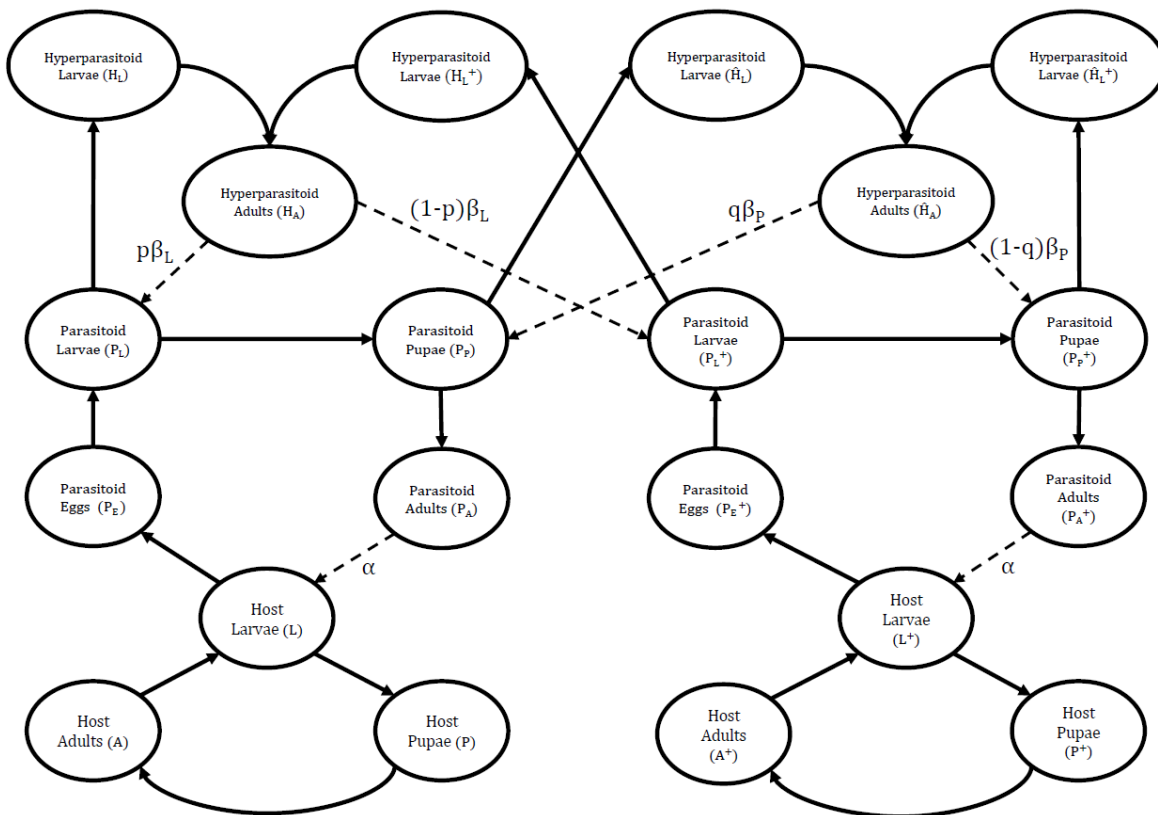 Hyperparasitoid
Larvae (H_L)
Hyperparasitoid
Larvae (H_L⁺)
Hyperparasitoid
Larvae (Ĥ_L)
Hyperparasitoid
Larvae (Ĥ_L⁺)
Hyperparasitoid
Adults (H_A)
(1-p)β_L
qβ_P
Hyperparasitoid
Adults (Ĥ_A)
pβ_L
(1-q)β_P
Parasitoid
Larvae (P_L)
Parasitoid
Pupae (P_P)
Parasitoid
Larvae
(P_L⁺)
Parasitoid
Pupae
(P_P⁺)
Parasitoid
Eggs (P_E)
Parasitoid
Adults (P_A)
Parasitoid
Eggs (P_E⁺)
Parasitoid
Adults
(P_A⁺)
α
α
Host
Larvae (L)
Host
Larvae
(L⁺)
Host
Adults (A)
Host
Pupae (P)
Host
Adults
(A⁺)
Host
Pupae
(P⁺)